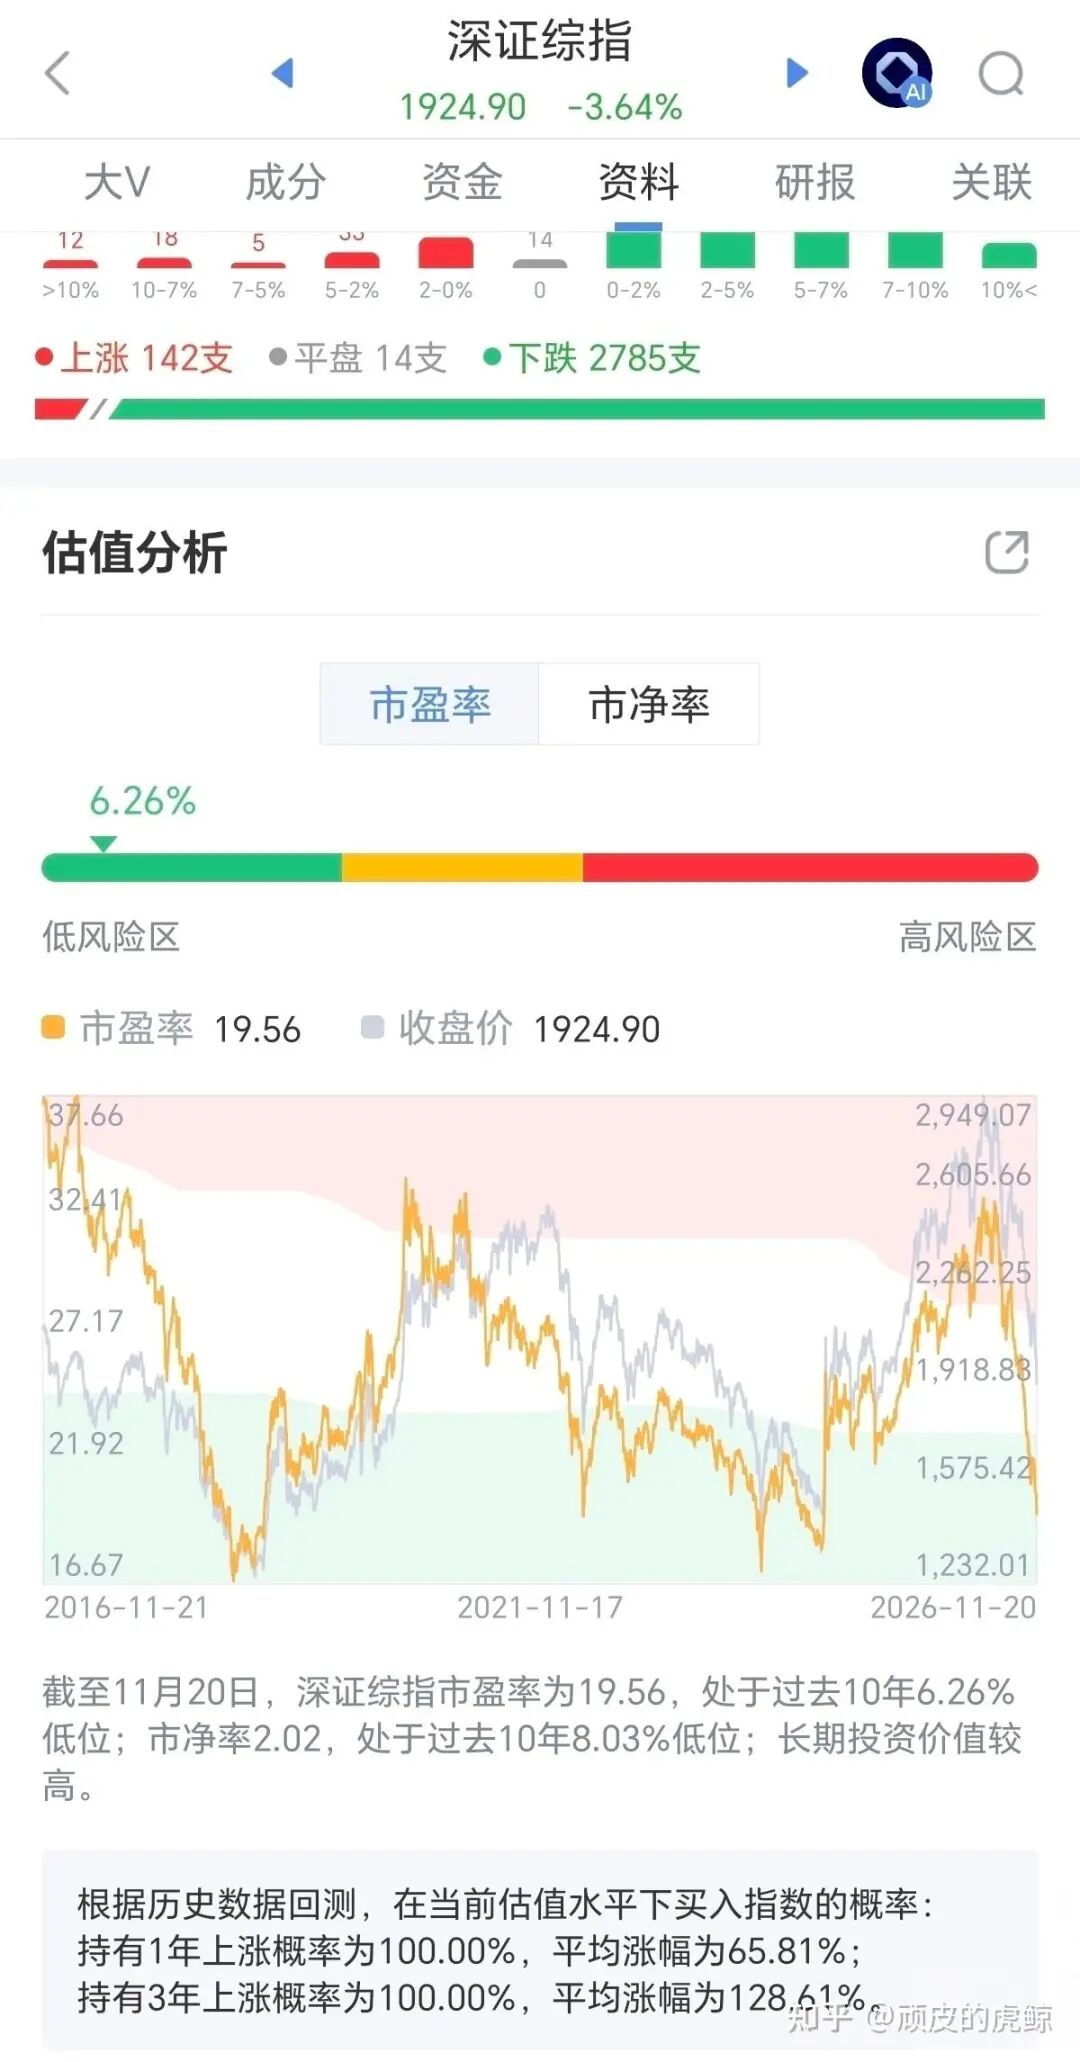 深证综指
1924.90 -3.64%
AI
大V 成分 资金 资料 研报 关联
12 18 5 33 14
>10% 10-7% 7-5% 5-2% 2-0% 0 0-2% 2-5% 5-7% 7-10% 10%<
上涨 142支 平盘 14支 下跌 2785支
估值分析
市盈率 市净率
6.26%
低风险区 高风险区
市盈率 19.56 收盘价 1924.90
37.66 2,949.07
2,605.66
32.41
2,262.25
27.17
1,918.83
21.92
1,575.42
16.67 1,232.01
2016-11-21 2021-11-17 2026-11-20
截至11月20日，深证综指市盈率为19.56，处于过去10年6.26%
低位；市净率2.02，处于过去10年8.03%低位；长期投资价值较
高。
根据历史数据回测，在当前估值水平下买入指数的概率：
持有1年上涨概率为100.00%，平均涨幅为65.81%；
持有3年上涨概率为100.00%，平均涨幅为128.61%。
知乎 @顽皮的虎鲸